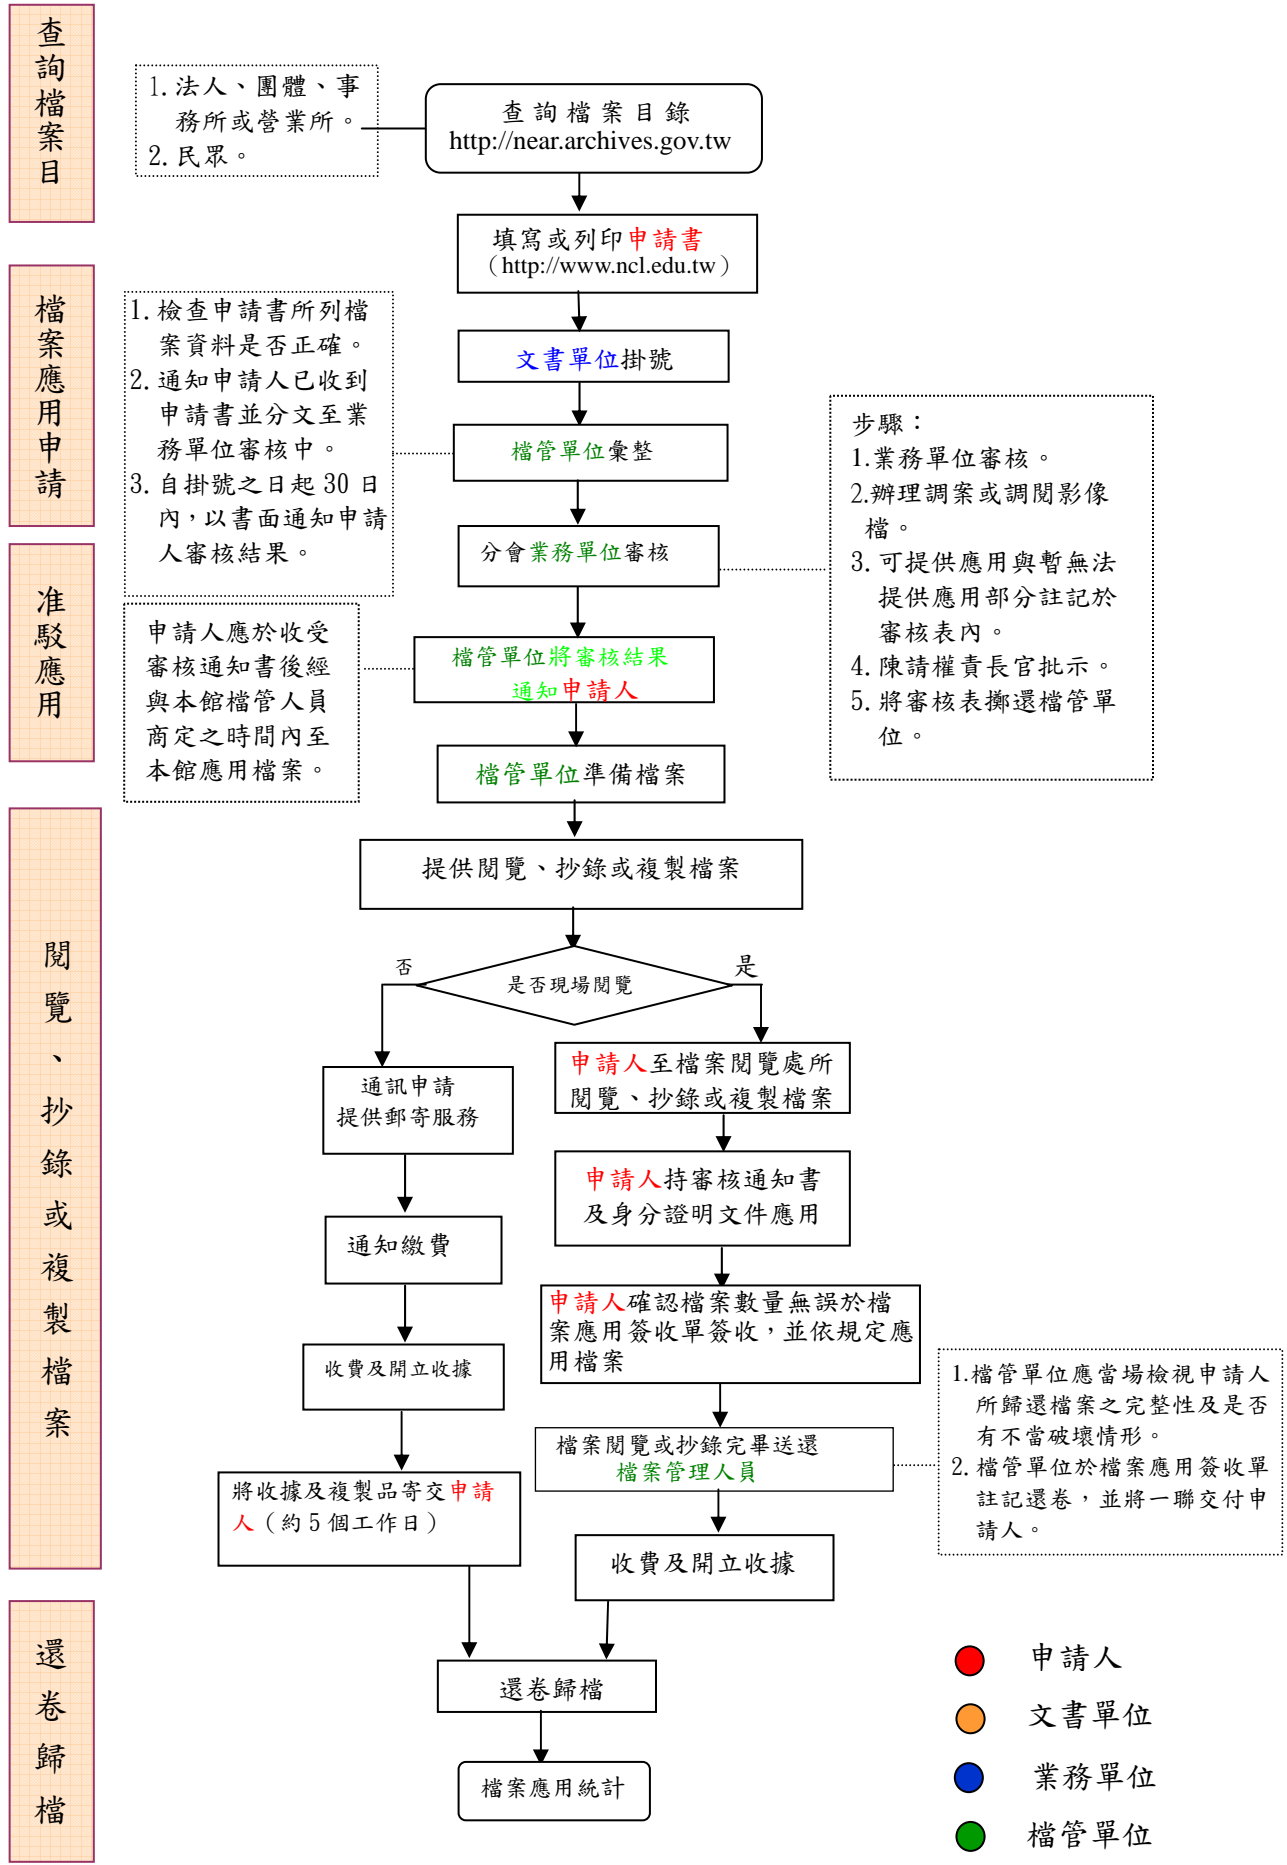 查詢檔案目
1. 法人、團體、事
務所或營業所。
2. 民眾。
查詢檔案目錄
http://near.archives.gov.tw
填寫或列印申請書
（http://www.ncl.edu.tw）
檔案應用申請
1. 檢查申請書所列檔
案資料是否正確。
2. 通知申請人已收到
申請書並分文至業
務單位審核中。
3. 自掛號之日起 30 日
內，以書面通知申請
人審核結果。
文書單位掛號
檔管單位彙整
分會業務單位審核
步驟：
1.業務單位審核。
2.辦理調案或調閱影像
檔。
3. 可提供應用與暫無法
提供應用部分註記於
審核表內。
4. 陳請權責長官批示。
5. 將審核表擲還檔管單
位。
准駁應用
申請人應於收受
審核通知書後經
與本館檔管人員
商定之時間內至
本館應用檔案。
檔管單位將審核結果
通知申請人
檔管單位準備檔案
閱覽、抄錄或複製檔案
提供閱覽、抄錄或複製檔案
是否現場閱覽
否
是
通訊申請
提供郵寄服務
通知繳費
收費及開立收據
將收據及複製品寄交申請
人（約 5 個工作日）
申請人至檔案閱覽處所
閱覽、抄錄或複製檔案
申請人持審核通知書
及身分證明文件應用
申請人確認檔案數量無誤於檔
案應用簽收單簽收，並依規定應
用檔案
檔案閱覽或抄錄完畢送還
檔案管理人員
1.檔管單位應當場檢視申請人
所歸還檔案之完整性及是否
有不當破壞情形。
2. 檔管單位於檔案應用簽收單
註記還卷，並將一聯交付申
請人。
收費及開立收據
還卷歸檔
還卷歸檔
檔案應用統計
申請人
文書單位
業務單位
檔管單位